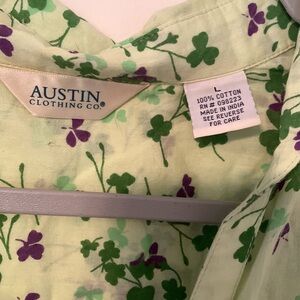 AUSTIN
CLOTHING CO.
L
100% COTTON
RN # 098223
MADE IN INDIA
SEE REVERSE
FOR CARE